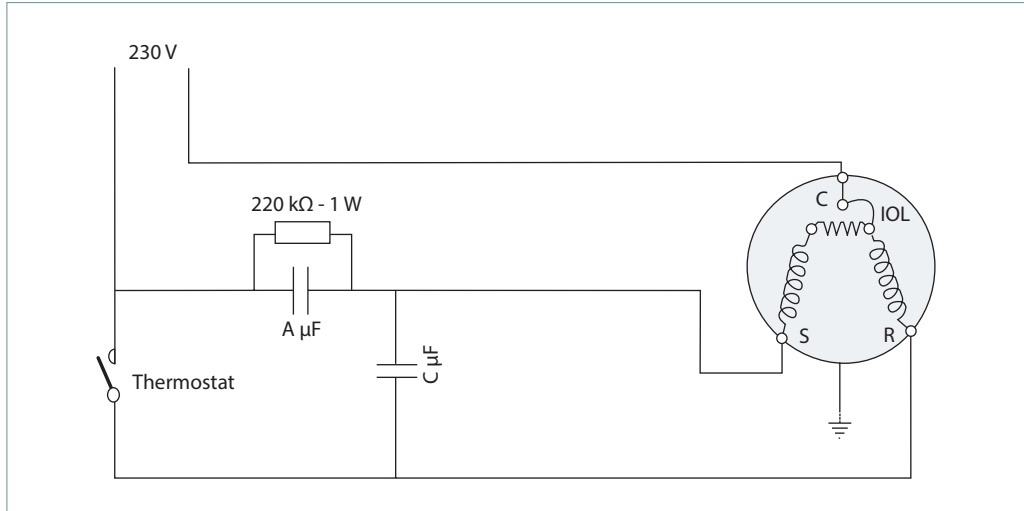 230 V
220 kΩ - 1 W
C
IOL
A µF
S
R
C µF
Thermostat